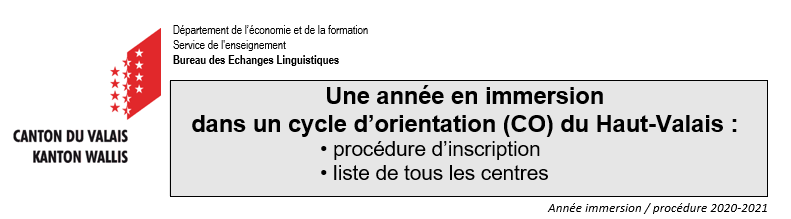 Département de l'économie et de la formation
Service de l'enseignement
Bureau des Echanges Linguistiques
CANTON DU VALAIS
KANTON WALLIS
Une année en immersion
dans un cycle d'orientation (CO) du Haut-Valais :
• procédure d'inscription
• liste de tous les centres
Année immersion / procédure 2020-2021